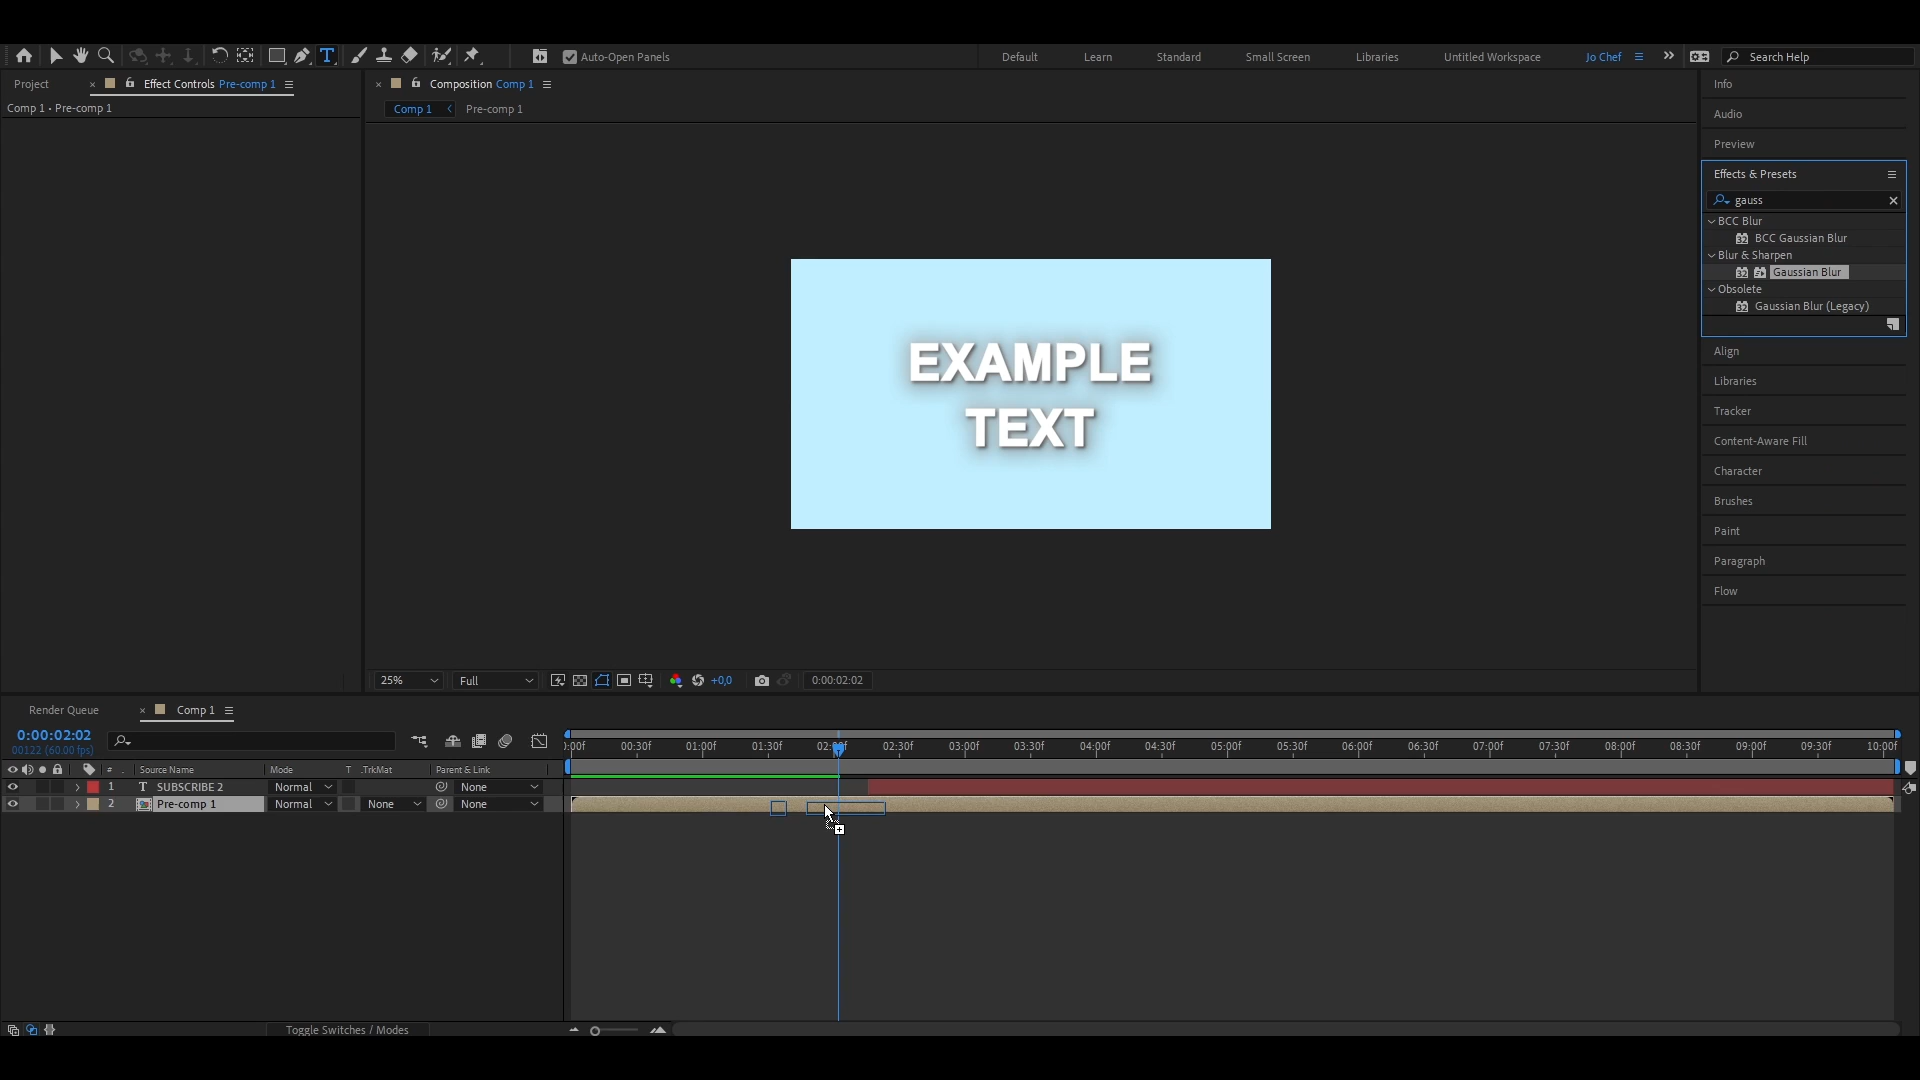 Auto-Open Panels
Default
Learn
Standard
Small Screen
Libraries
Untitled Workspace
Jo Chef
Search Help
Project
Effect Controls Pre-comp 1
Comp 1 • Pre-comp 1
Composition Comp 1
Comp 1
Pre-comp 1
Info
Audio
Preview
Effects & Presets
gauss
BCC Blur
BCC Gaussian Blur
Blur & Sharpen
Gaussian Blur
Obsolete
Gaussian Blur (Legacy)
Align
Libraries
Tracker
Content-Aware Fill
Character
Brushes
Paint
Paragraph
Flow
EXAMPLE
TEXT
25%
Full
+0,0
0:00:02:02
Render Queue
Comp 1
0:00:02:02
00122 (60.00 fps)
:00f 00:30f 01:00f 01:30f 02:00f 02:30f 03:00f 03:30f 04:00f 04:30f 05:00f 05:30f 06:00f 06:30f 07:00f 07:30f 08:00f 08:30f 09:00f 09:30f 10:00f
# Source Name Mode T .TrkMat Parent & Link
1 T SUBSCRIBE 2 Normal None
2 Pre-comp 1 Normal None None
Toggle Switches / Modes